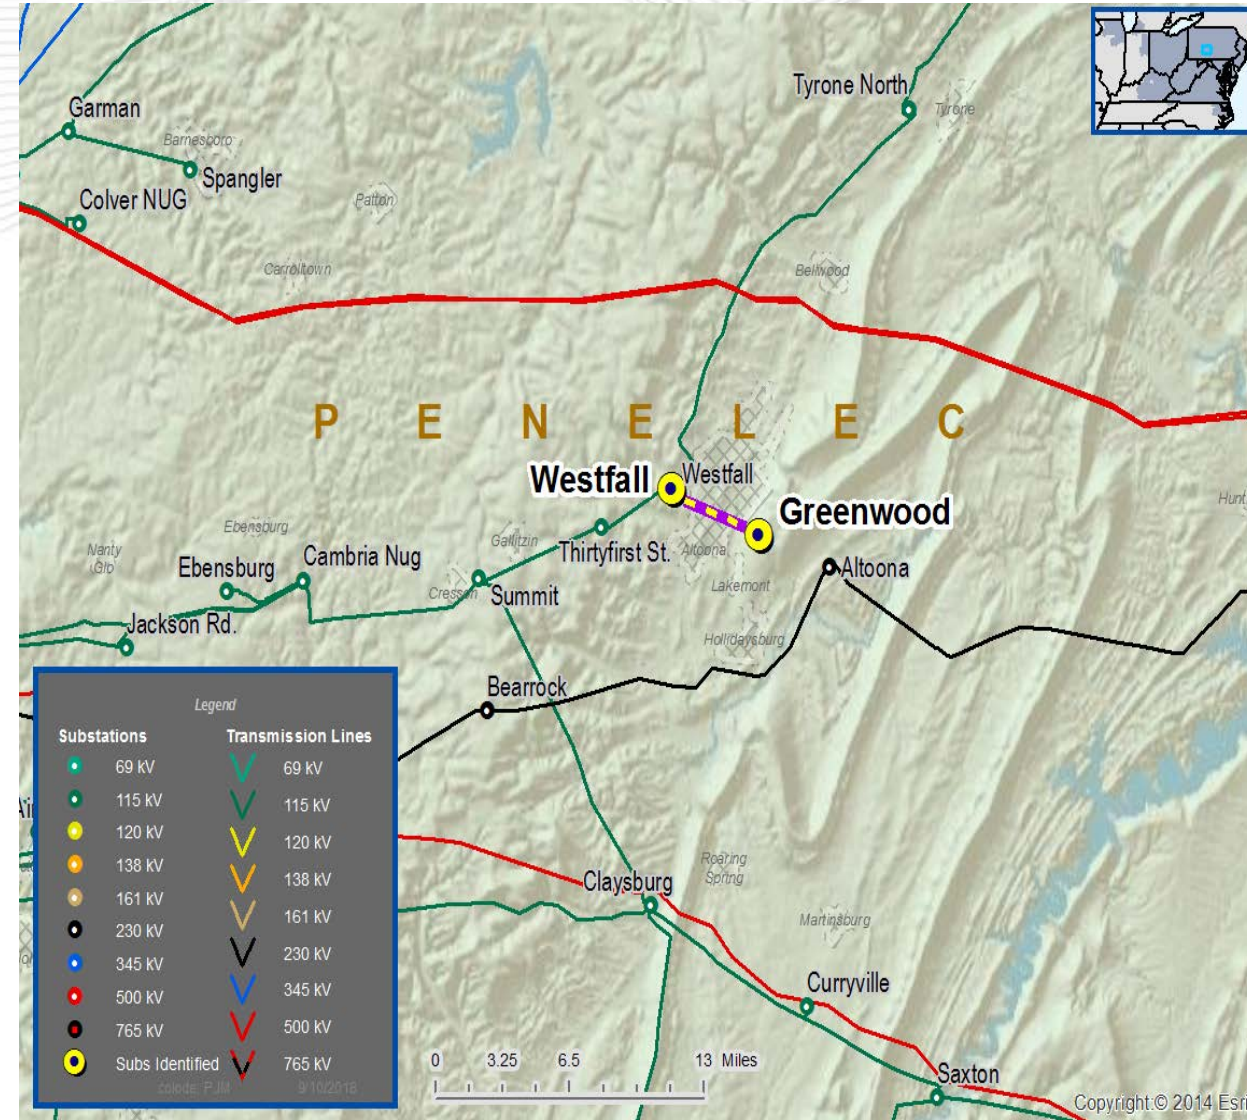 Tyrone North
Tyrone
Garman
Barnesboro
Spangler
Colver NUG
Patton
Carrolltown
Bellwood
P E N E L E C
Westfall
Westfall
Greenwood
Ebensburg
Gallitzin
Thirtyfirst St.
Altoona
Nanty
Glo
Cambria Nug
Ebensburg
Altoona
Cresson
Summit
Lakemont
Jackson Rd.
Hollidaysburg
Bearrock
Legend
Substations
69 kV
115 kV
120 kV
138 kV
161 kV
230 kV
345 kV
500 kV
765 kV
Subs Identified
Transmission Lines
69 kV
115 kV
120 kV
138 kV
161 kV
230 kV
345 kV
500 kV
765 kV
9/10/2018
Roaring
Spring
Claysburg
Martinsburg
Curryville
0 3.25 6.5 13 Miles
Saxton
Copyright:© 2014 Esri